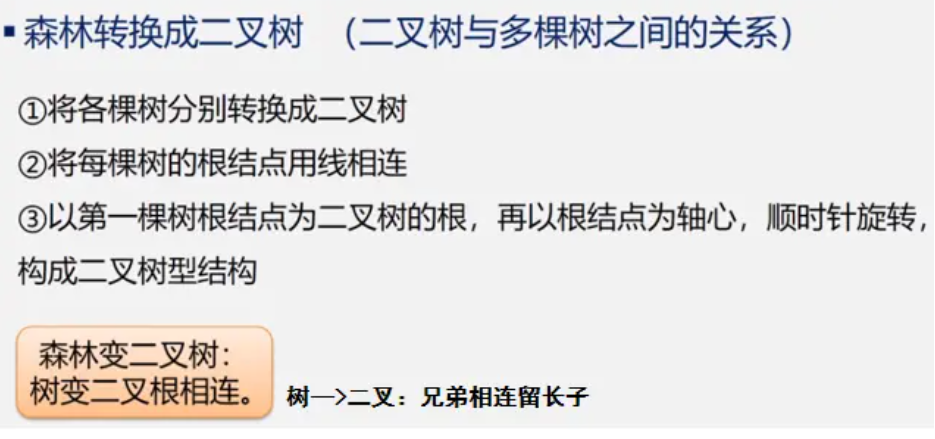 ▪森林转换成二叉树 （二叉树与多棵树之间的关系）
①将各棵树分别转换成二叉树
②将每棵树的根结点用线相连
③以第一棵树根结点为二叉树的根，再以根结点为轴心，顺时针旋转，
构成二叉树型结构
森林变二叉树：
树变二叉根相连。
树—>二叉：兄弟相连留长子